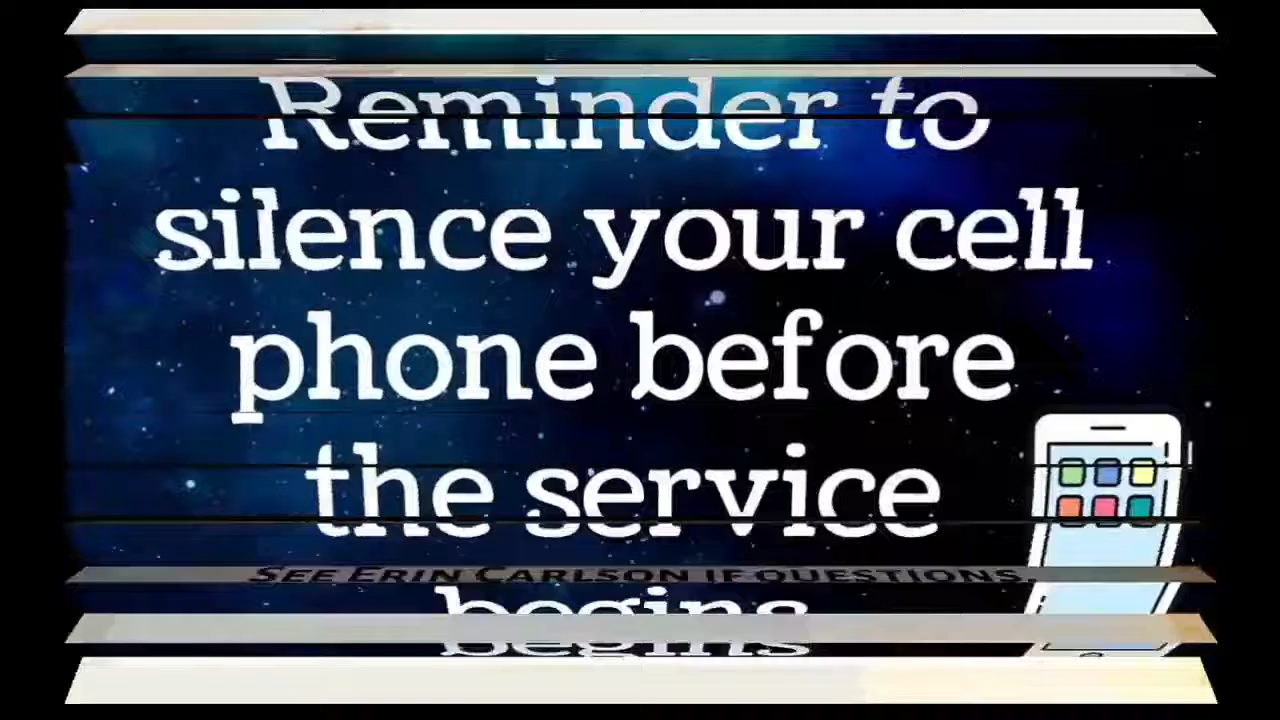 Reminder to
silence your cell
phone before
the service
SEE ERIN CARLSON IF QUESTIONS.
begins